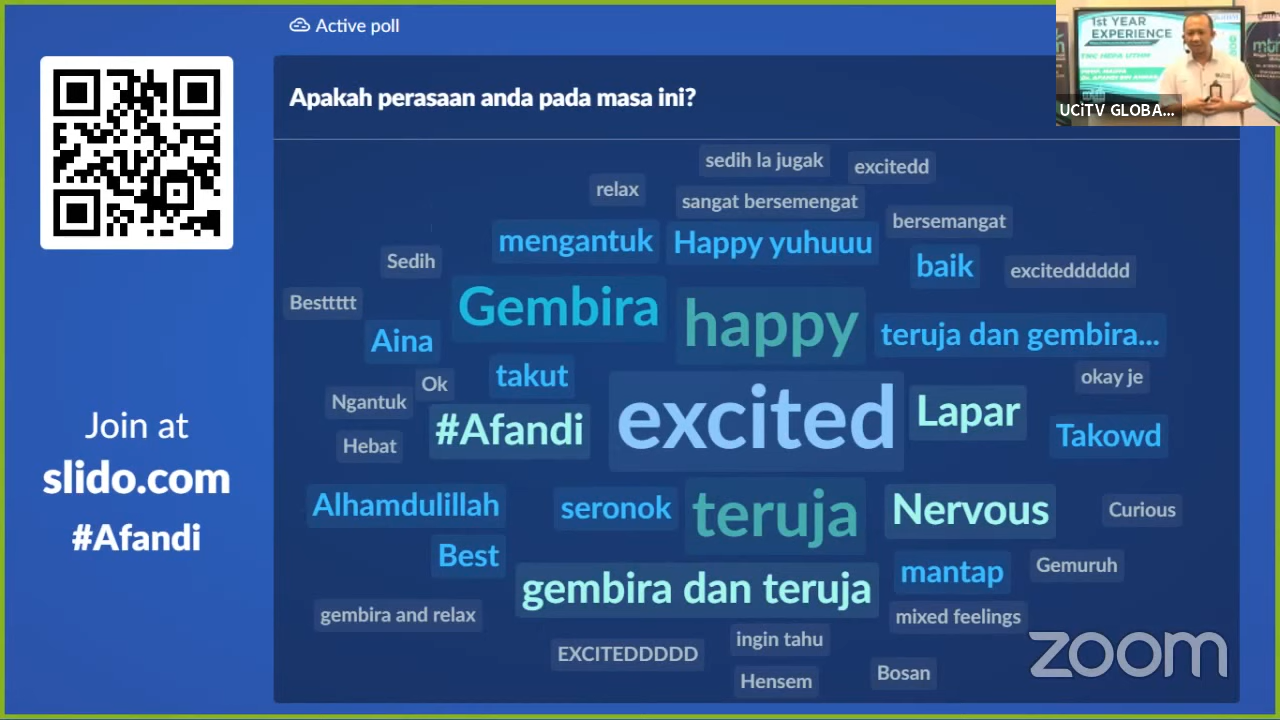 Active poll
Apakah perasaan anda pada masa ini?
1st YEAR
EXPERIENCE
UCiTV GLOBA...
sedih la jugak
excitedd
relax
sangat bersemengat
bersemangat
mengantuk
Happy yuhuuu
Sedih
baik
excitedddddd
Besttttt
Gembira
happy
Aina
teruja dan gembira...
Ok
takut
okay je
Ngantuk
#Afandi
excited
Lapar
Takowd
Hebat
Join at
slido.com
#Afandi
Alhamdulillah
seronok
teruja
Nervous
Curious
Best
gembira dan teruja
mantap
Gemuruh
gembira and relax
mixed feelings
ingin tahu
EXCITEDDDDD
Hensem
Bosan
zoom